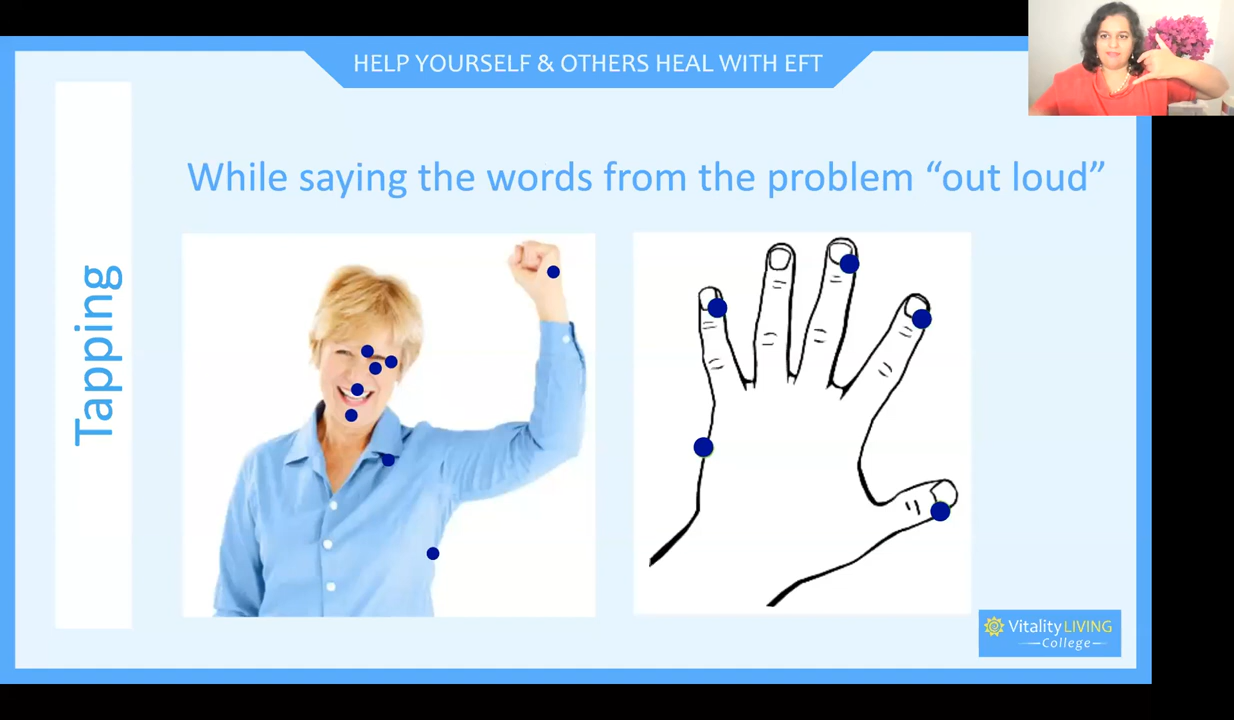 HELP YOURSELF & OTHERS HEAL WITH EFT
While saying the words from the problem “out loud”
Tapping
Vitality LIVING
College